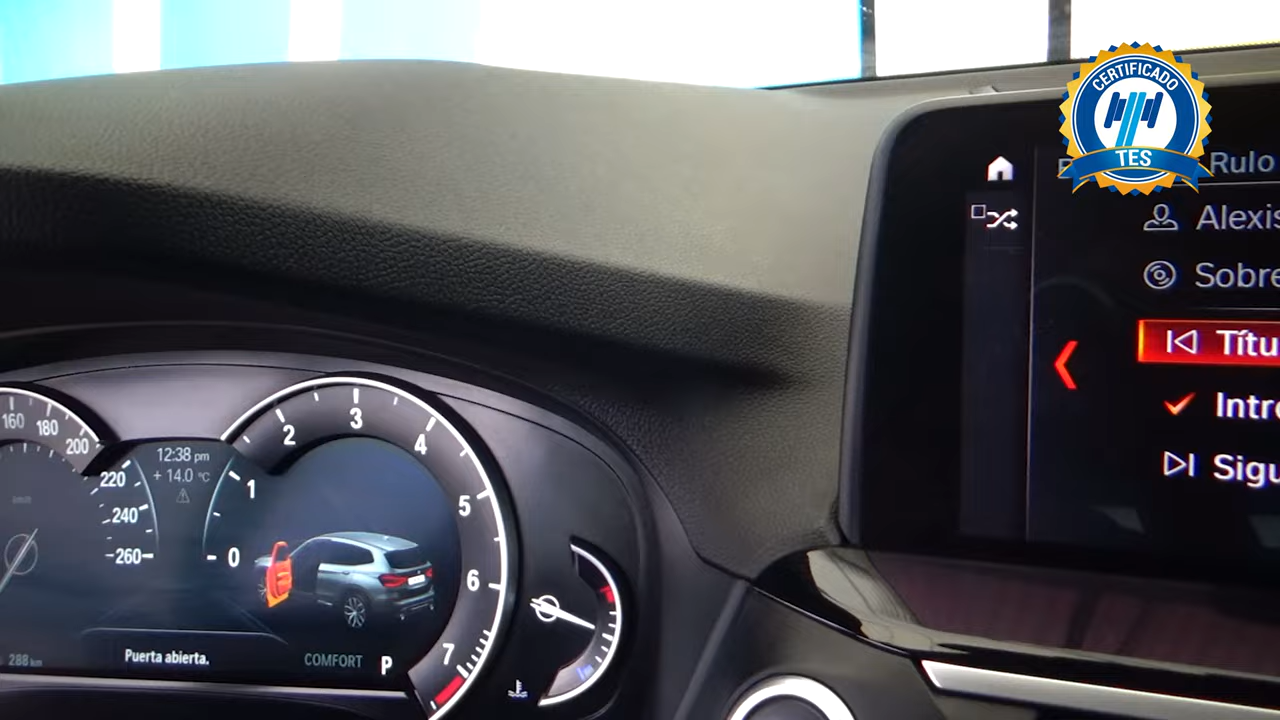 CERTIFICADO
TES
Rulo
Alexis
Sobre
Títu
Intro
Sigu
160
180
200
220
240
260
12:38 pm
+ 14.0 °C
0
1
2
3
4
5
6
7
288 km
Puerta abierta.
COMFORT
P